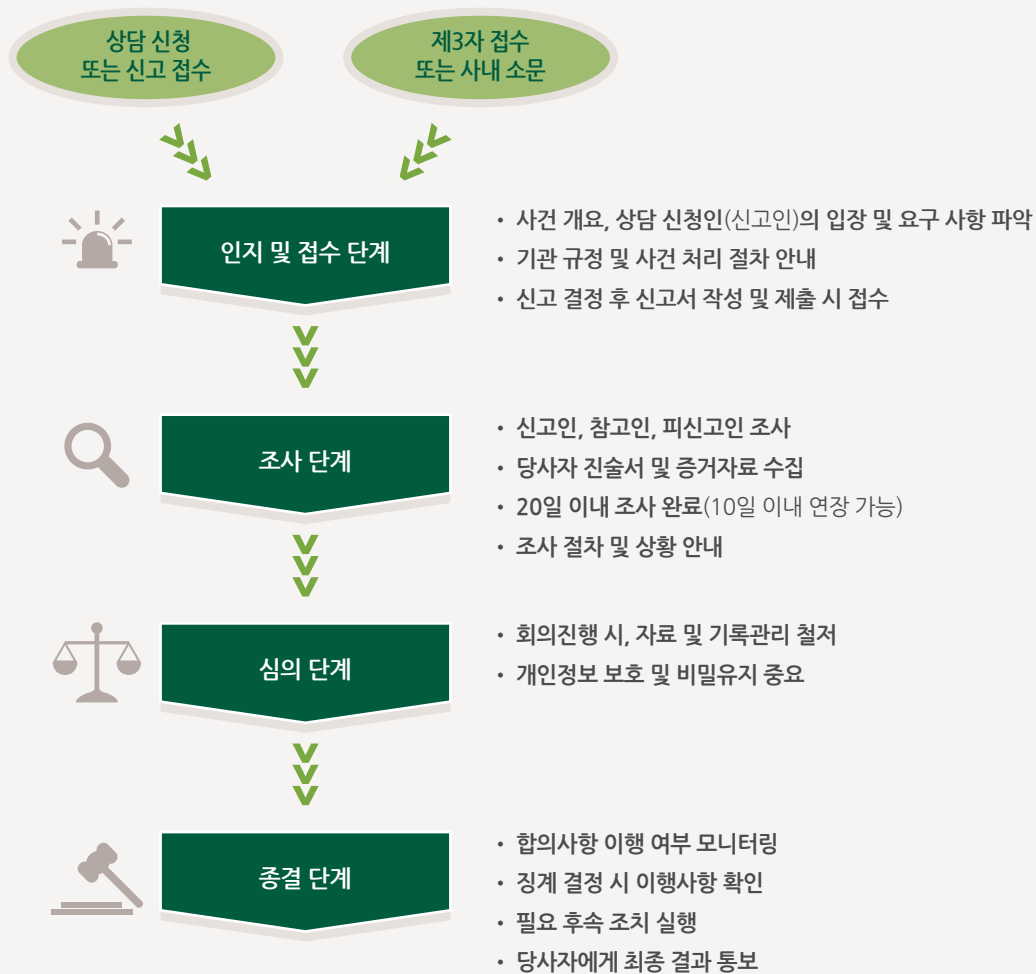 상담 신청
또는 신고 접수
제3자 접수
또는 사내 소문
인지 및 접수 단계
• 사건 개요, 상담 신청인(신고인)의 입장 및 요구 사항 파악
• 기관 규정 및 사건 처리 절차 안내
• 신고 결정 후 신고서 작성 및 제출 시 접수
조사 단계
• 신고인, 참고인, 피신고인 조사
• 당사자 진술서 및 증거자료 수집
• 20일 이내 조사 완료(10일 이내 연장 가능)
• 조사 절차 및 상황 안내
심의 단계
• 회의진행 시, 자료 및 기록관리 철저
• 개인정보 보호 및 비밀유지 중요
종결 단계
• 합의사항 이행 여부 모니터링
• 징계 결정 시 이행사항 확인
• 필요 후속 조치 실행
• 당사자에게 최종 결과 통보